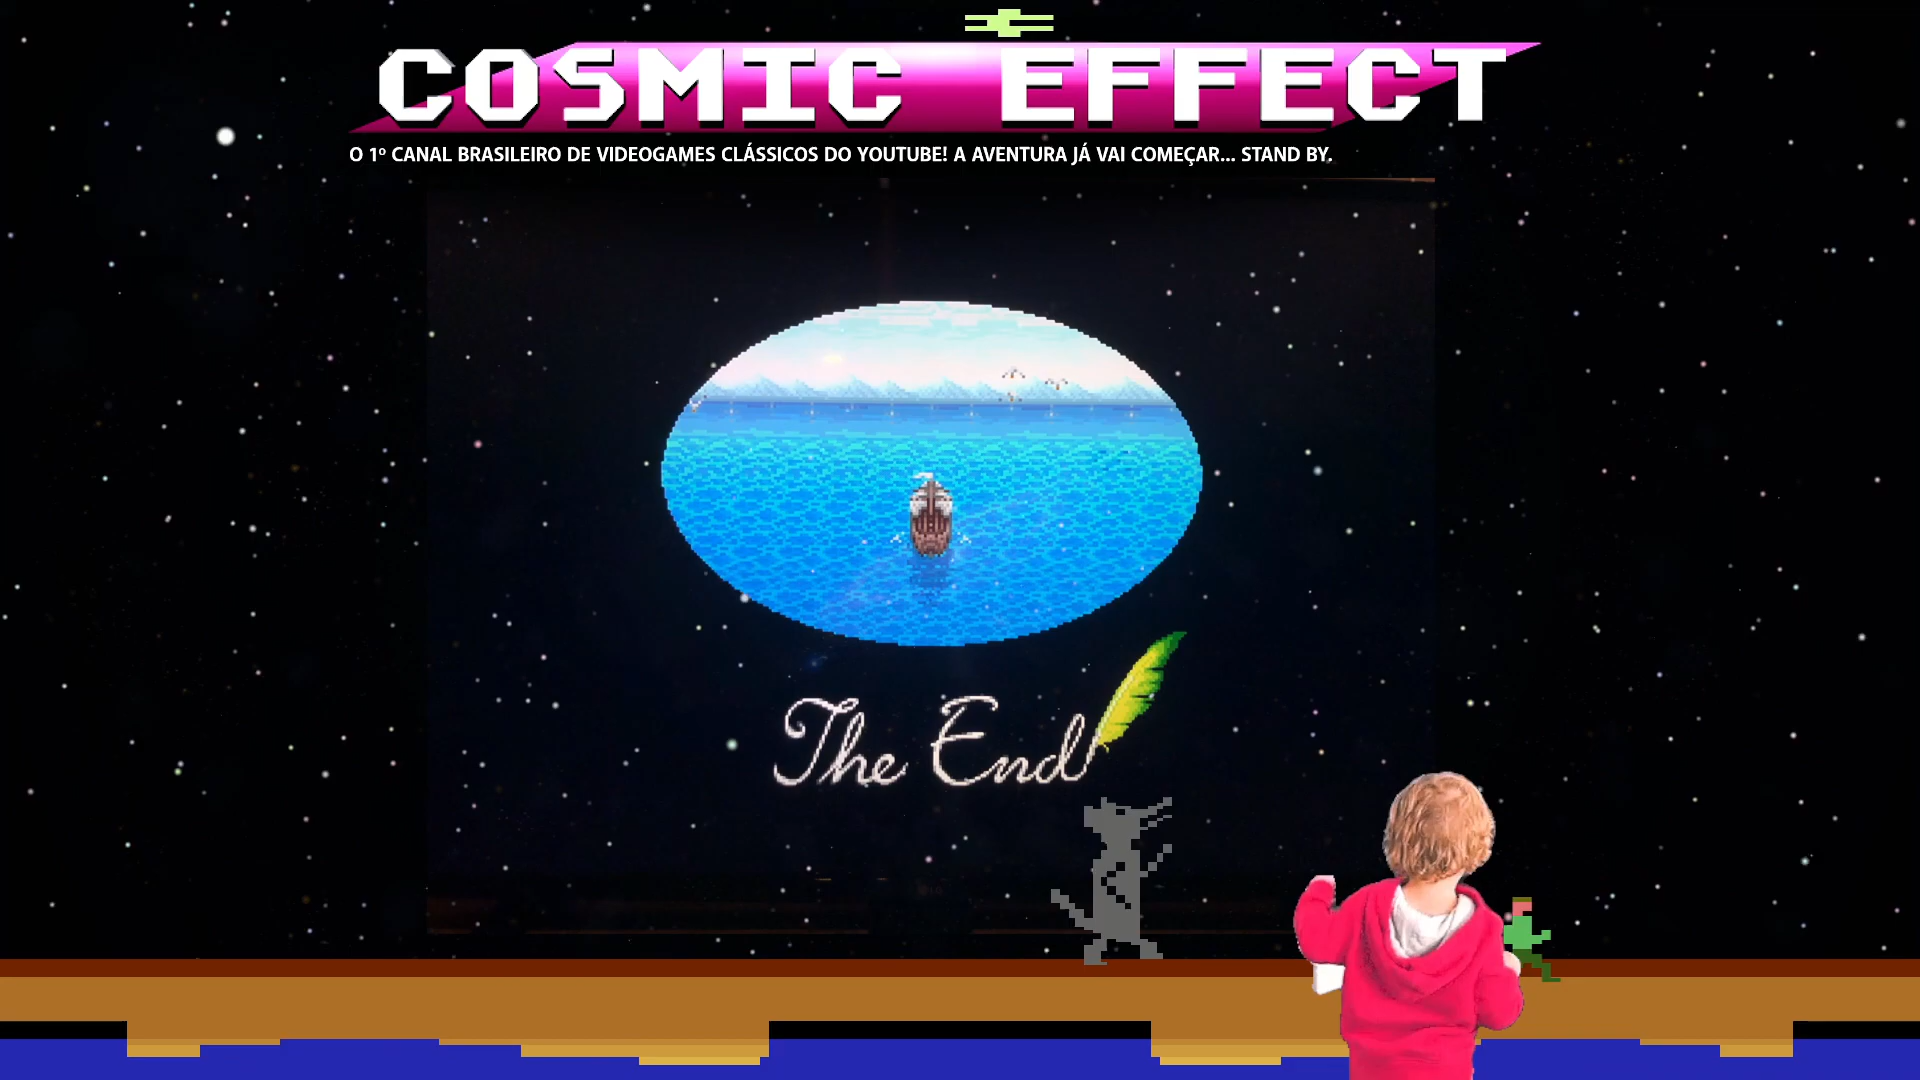 COSMIC EFFECT
O 1º CANAL BRASILEIRO DE VIDEOGAMES CLÁSSICOS DO YOUTUBE! A AVENTURA JÁ VAI COMEÇAR... STAND BY.
The End